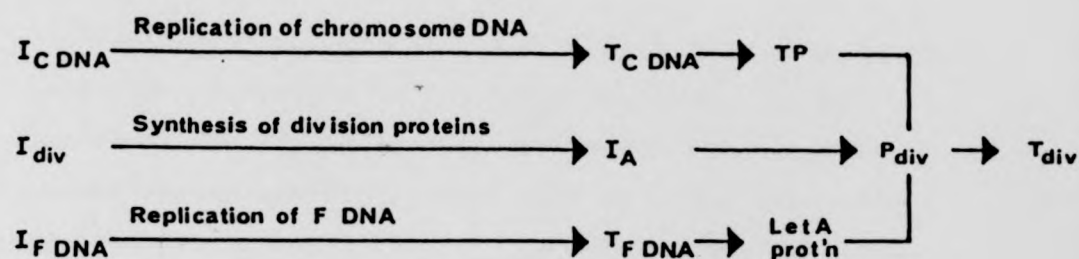 Replication of chromosome DNA
I C DNA T C DNA TP
Synthesis of division proteins
I div I A P div T div
Replication of F DNA
I F DNA T F DNA LetA
prot'n